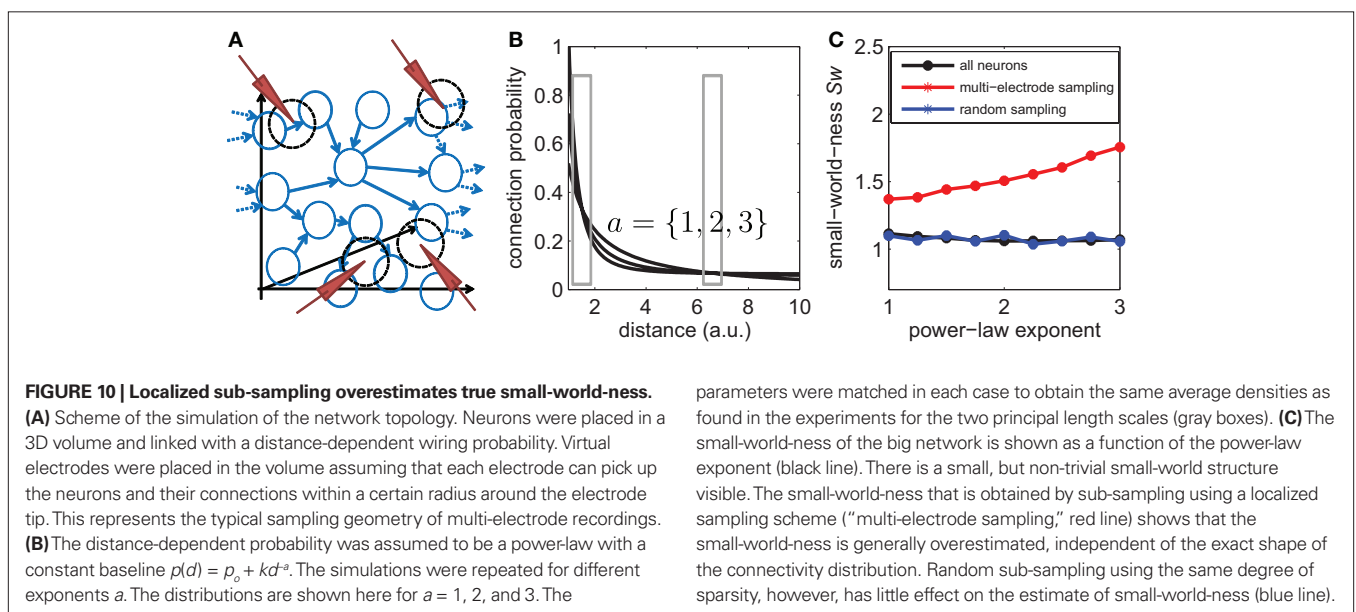 A
B
connection probability
1
0.8
0.6
0.4
0.2
0
a = {1, 2, 3}
2
4
6
8
10
distance (a.u.)
C
small−world−ness Sw
2.5
2
1.5
1
all neurons
multi−electrode sampling
random sampling
1
2
3
power−law exponent
FIGURE 10 | Localized sub-sampling overestimates true small-world-ness.
(A) Scheme of the simulation of the network topology. Neurons were placed in a
3D volume and linked with a distance-dependent wiring probability. Virtual
electrodes were placed in the volume assuming that each electrode can pick up
the neurons and their connections within a certain radius around the electrode
tip. This represents the typical sampling geometry of multi-electrode recordings.
(B) The distance-dependent probability was assumed to be a power-law with a
constant baseline p(d) = pₒ + kd⁻ᵃ. The simulations were repeated for different
exponents a. The distributions are shown here for a = 1, 2, and 3. The
parameters were matched in each case to obtain the same average densities as
found in the experiments for the two principal length scales (gray boxes). (C) The
small-world-ness of the big network is shown as a function of the power-law
exponent (black line). There is a small, but non-trivial small-world structure
visible. The small-world-ness that is obtained by sub-sampling using a localized
sampling scheme (“multi-electrode sampling,” red line) shows that the
small-world-ness is generally overestimated, independent of the exact shape of
the connectivity distribution. Random sub-sampling using the same degree of
sparsity, however, has little effect on the estimate of small-world-ness (blue line).